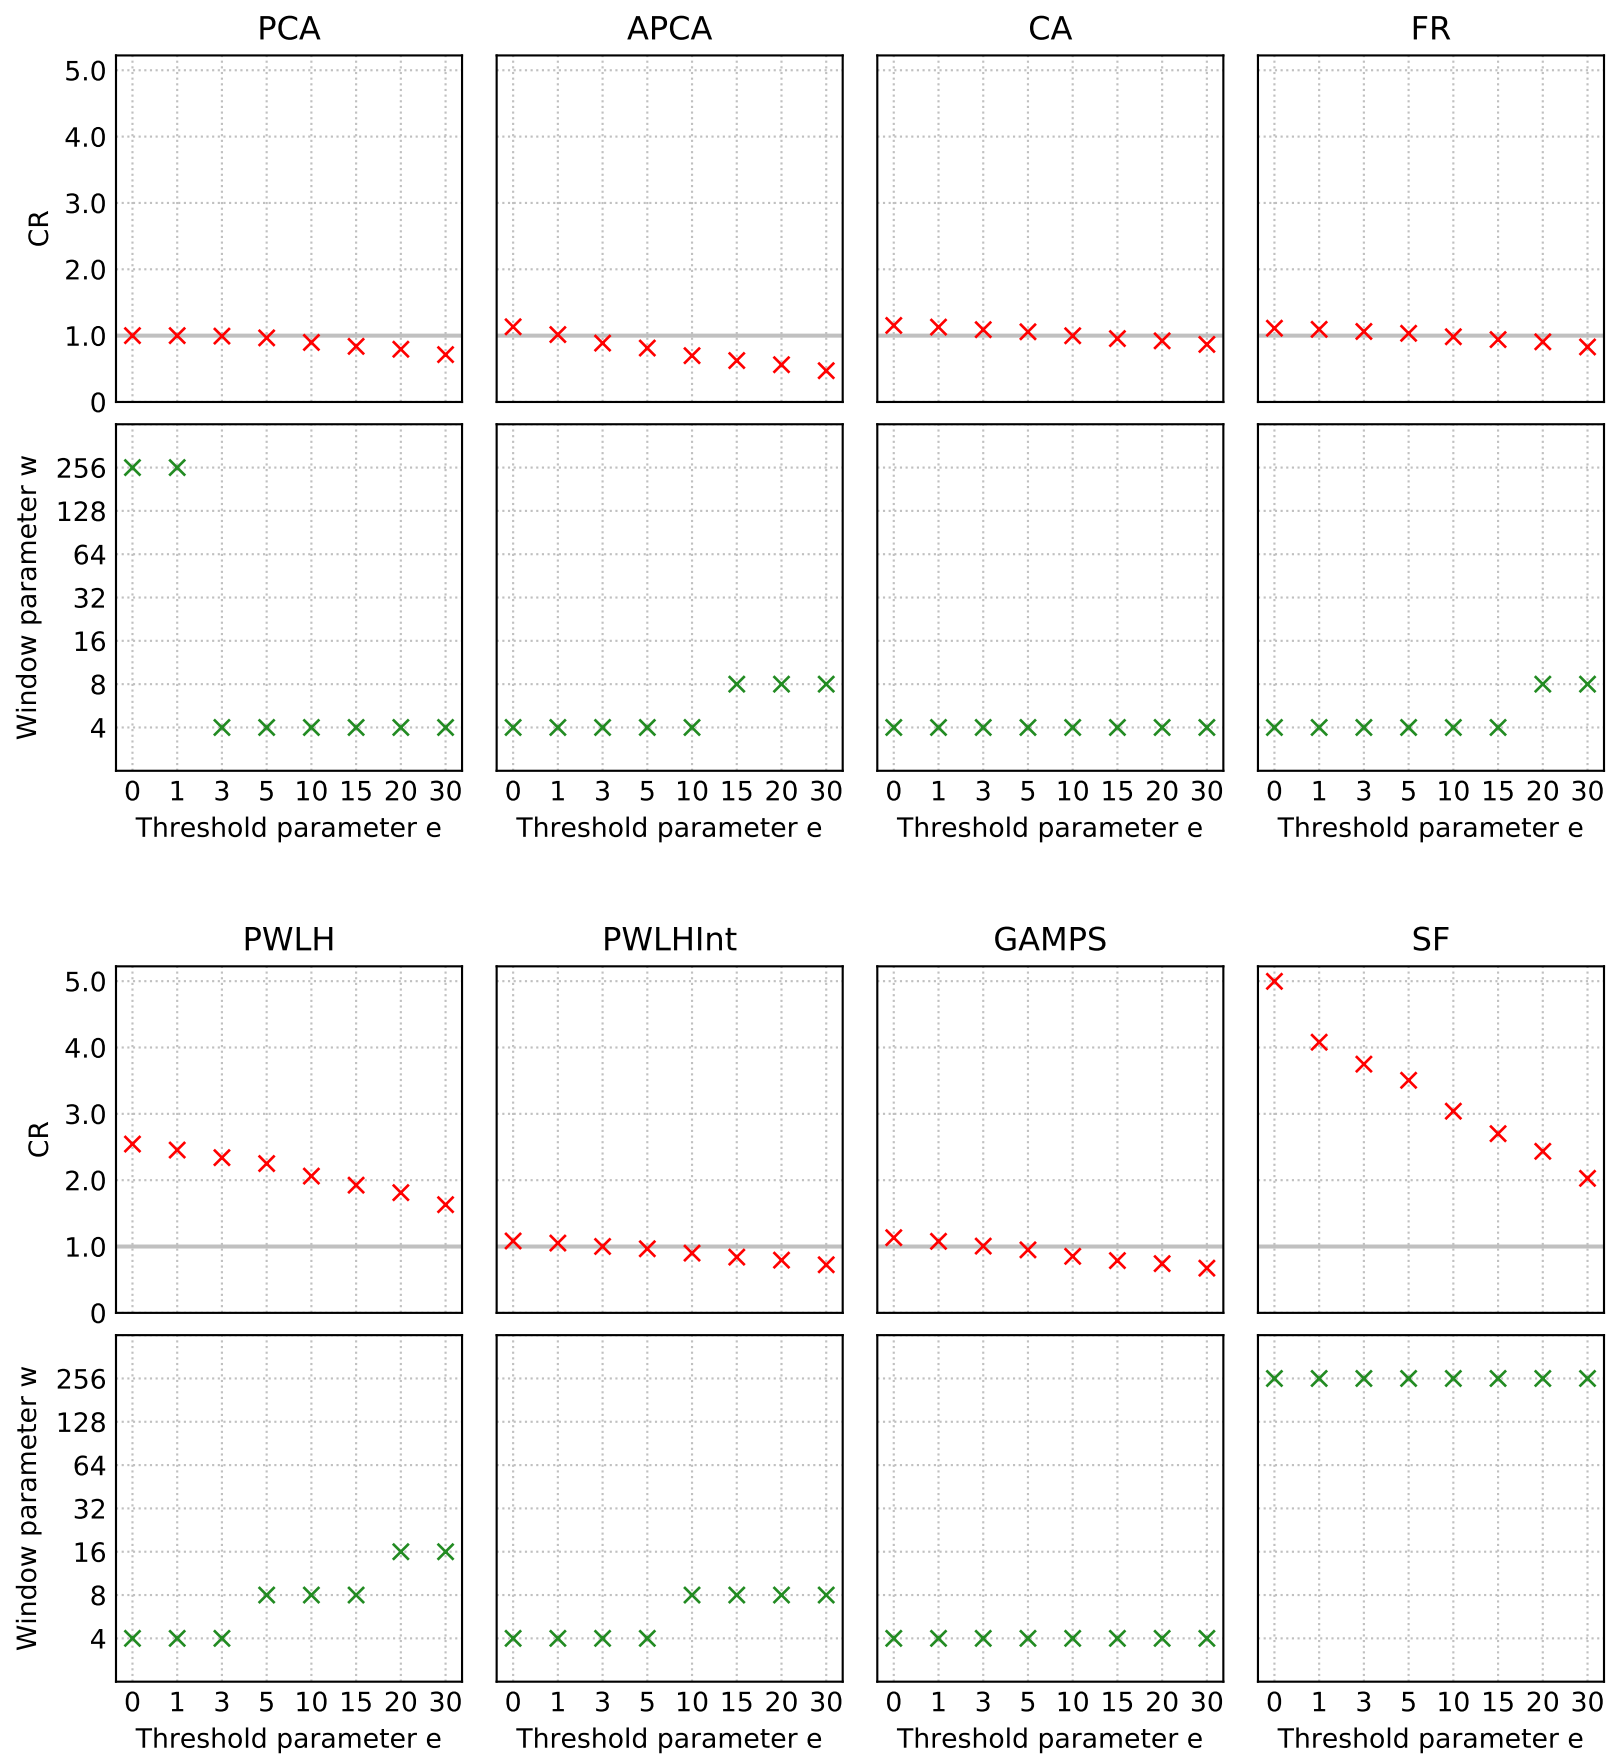 PCA APCA CA FR
5.0
4.0
3.0
2.0
1.0
0
CR
256
128
64
32
16
8
4
Window parameter w
0 1 3 5 10 15 20 30 0 1 3 5 10 15 20 30 0 1 3 5 10 15 20 30 0 1 3 5 10 15 20 30
Threshold parameter e Threshold parameter e Threshold parameter e Threshold parameter e
PWLH PWLHInt GAMPS SF
5.0
4.0
3.0
2.0
1.0
0
CR
256
128
64
32
16
8
4
Window parameter w
0 1 3 5 10 15 20 30 0 1 3 5 10 15 20 30 0 1 3 5 10 15 20 30 0 1 3 5 10 15 20 30
Threshold parameter e Threshold parameter e Threshold parameter e Threshold parameter e